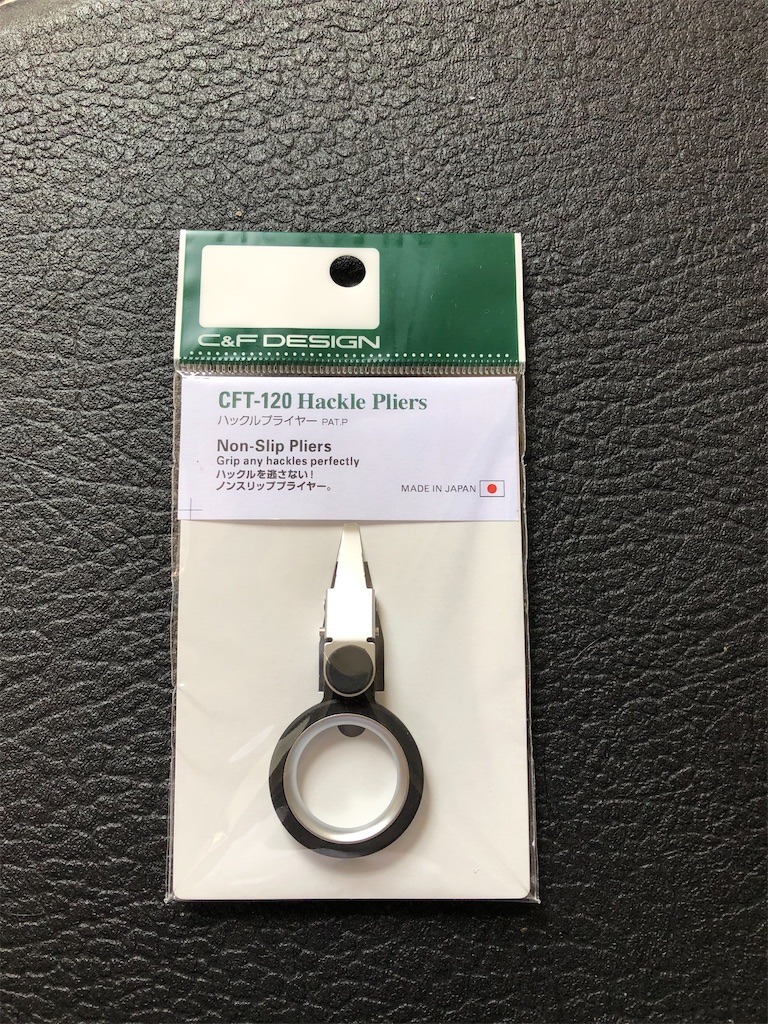 C&F DESIGN
CFT-120 Hackle Pliers
ハックルプライヤー PAT.P
Non-Slip Pliers
Grip any hackles perfectly
ハックルを逃さない!
ノンスリッププライヤー。
MADE IN JAPAN